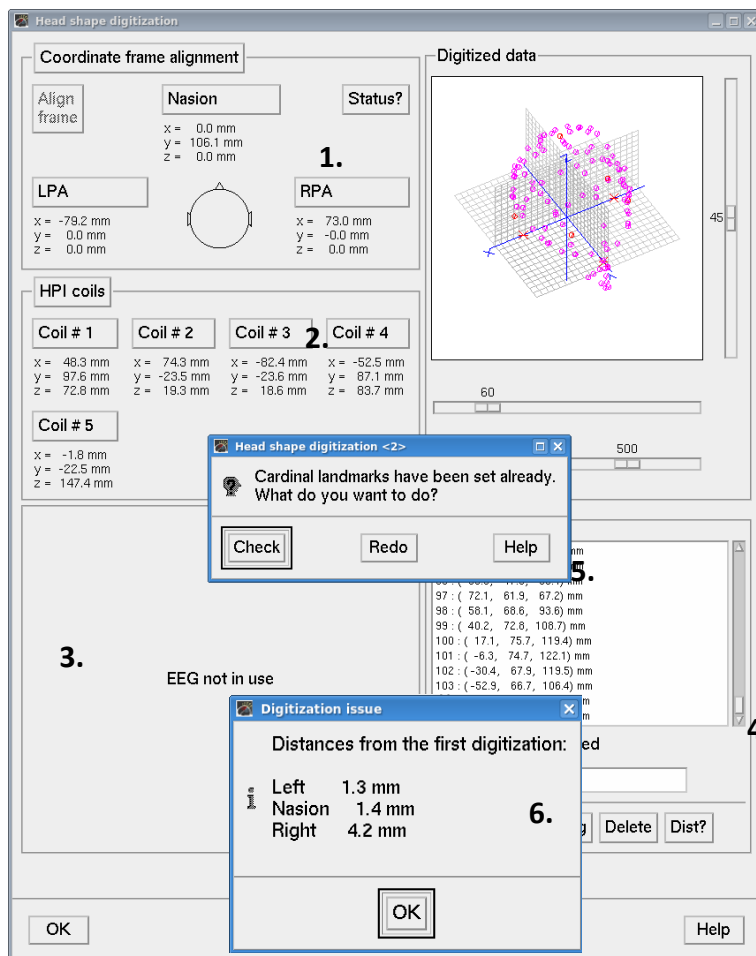 Head shape digitization
Coordinate frame alignment
Align
frame
Nasion
Status?
x = 0.0 mm
y = 106.1 mm
z = 0.0 mm
1.
LPA
RPA
x = -79.2 mm
y = 0.0 mm
z = 0.0 mm
x = 73.0 mm
y = -0.0 mm
z = 0.0 mm
Digitized data
45
60
500
HPI coils
Coil # 1
Coil # 2
Coil # 3
2.
Coil # 4
x = 48.3 mm
y = 97.6 mm
z = 72.8 mm
x = 74.3 mm
y = -23.5 mm
z = 19.3 mm
x = -82.4 mm
y = -23.6 mm
z = 18.6 mm
x = -52.5 mm
y = 87.1 mm
z = 83.7 mm
Coil # 5
x = -1.8 mm
y = -22.5 mm
z = 147.4 mm
Head shape digitization <2>
Cardinal landmarks have been set already.
What do you want to do?
Check
Redo
Help
5.
97 : ( 72.1, 61.9, 67.2) mm
98 : ( 58.1, 68.6, 93.6) mm
99 : ( 40.2, 72.8, 108.7) mm
100 : ( 17.1, 75.7, 119.4) mm
101 : ( -6.3, 74.7, 122.1) mm
102 : (-30.4, 67.9, 119.5) mm
103 : (-52.9, 66.7, 106.4) mm
3.
EEG not in use
4
Digitization issue
Distances from the first digitization:
Left 1.3 mm
Nasion 1.4 mm
Right 4.2 mm
6.
OK
Delete
Dist?
OK
Help